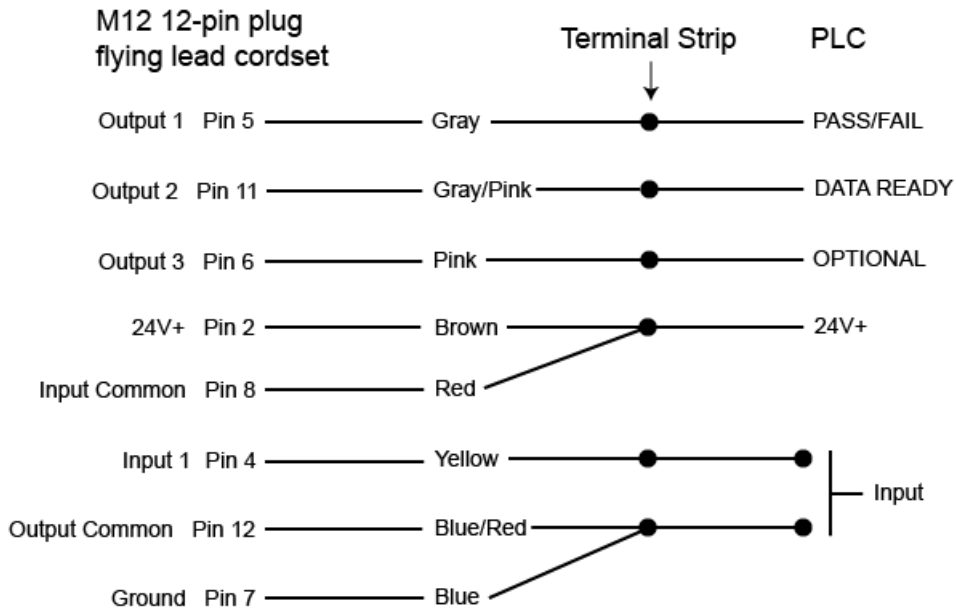 M12 12-pin plug
flying lead cordset
Terminal Strip PLC
Output 1 Pin 5 Gray PASS/FAIL
Output 2 Pin 11 Gray/Pink DATA READY
Output 3 Pin 6 Pink OPTIONAL
24V+ Pin 2 Brown 24V+
Input Common Pin 8 Red
Input 1 Pin 4 Yellow
Input
Output Common Pin 12 Blue/Red
Ground Pin 7 Blue